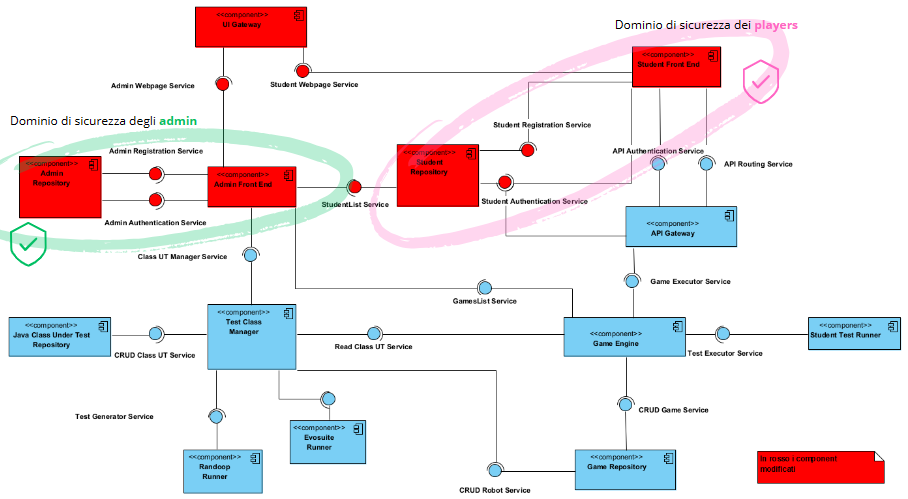 <<component>>
UI Gateway
Dominio di sicurezza dei players
<<component>>
Student Front End
Admin Webpage Service
Student Webpage Service
Dominio di sicurezza degli admin
Student Registration Service
Admin Registration Service
API Authentication Service
API Routing Service
<<component>>
Admin
Repository
<<component>>
Admin Front End
<<component>>
Student
Repository
StudentList Service
Student Authentication Service
Admin Authentication Service
<<component>>
API Gateway
Class UT Manager Service
Game Executor Service
GamesList Service
<<component>>
Java Class Under Test
Repository
<<component>>
Test Class
Manager
<<component>>
Game Engine
<<component>>
Student Test Runner
CRUD Class UT Service
Read Class UT Service
Test Executor Service
Test Generator Service
CRUD Game Service
<<component>>
Evosuite
Runner
<<component>>
Randoop
Runner
<<component>>
Game Repository
CRUD Robot Service
In rosso i component
modificati